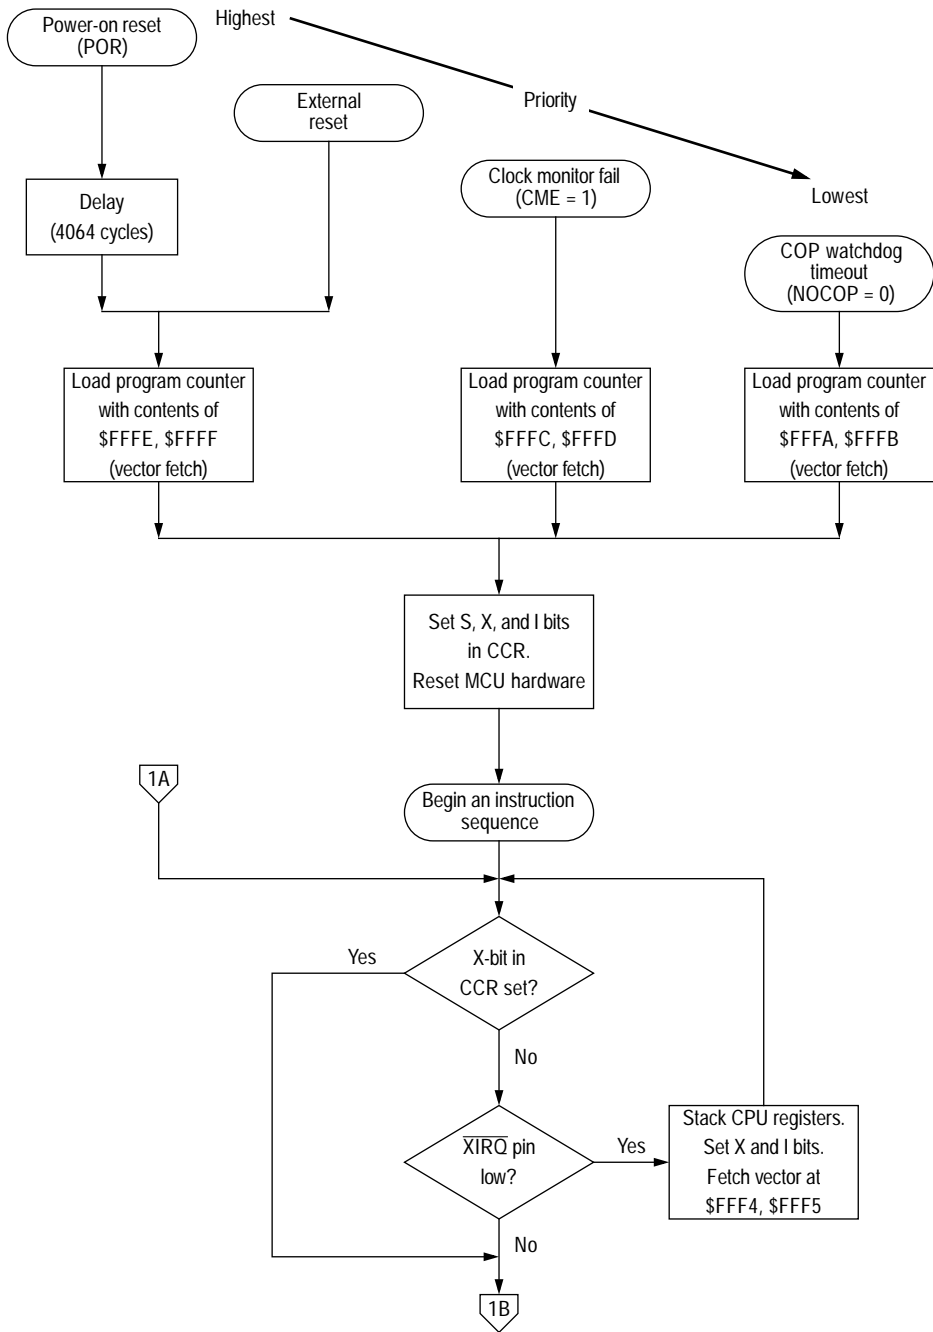 Power-on reset
(POR)
Highest
External
reset
Priority
Clock monitor fail
(CME = 1)
Lowest
Delay
(4064 cycles)
COP watchdog
timeout
(NOCOP = 0)
Load program counter
with contents of
$FFFE, $FFFF
(vector fetch)
Load program counter
with contents of
$FFFC, $FFFD
(vector fetch)
Load program counter
with contents of
$FFFA, $FFFB
(vector fetch)
Set S, X, and I bits
in CCR.
Reset MCU hardware
1A
Begin an instruction
sequence
Yes
X-bit in
CCR set?
No
XIRQ pin
low?
Yes
Stack CPU registers.
Set X and I bits.
Fetch vector at
$FFF4, $FFF5
No
1B